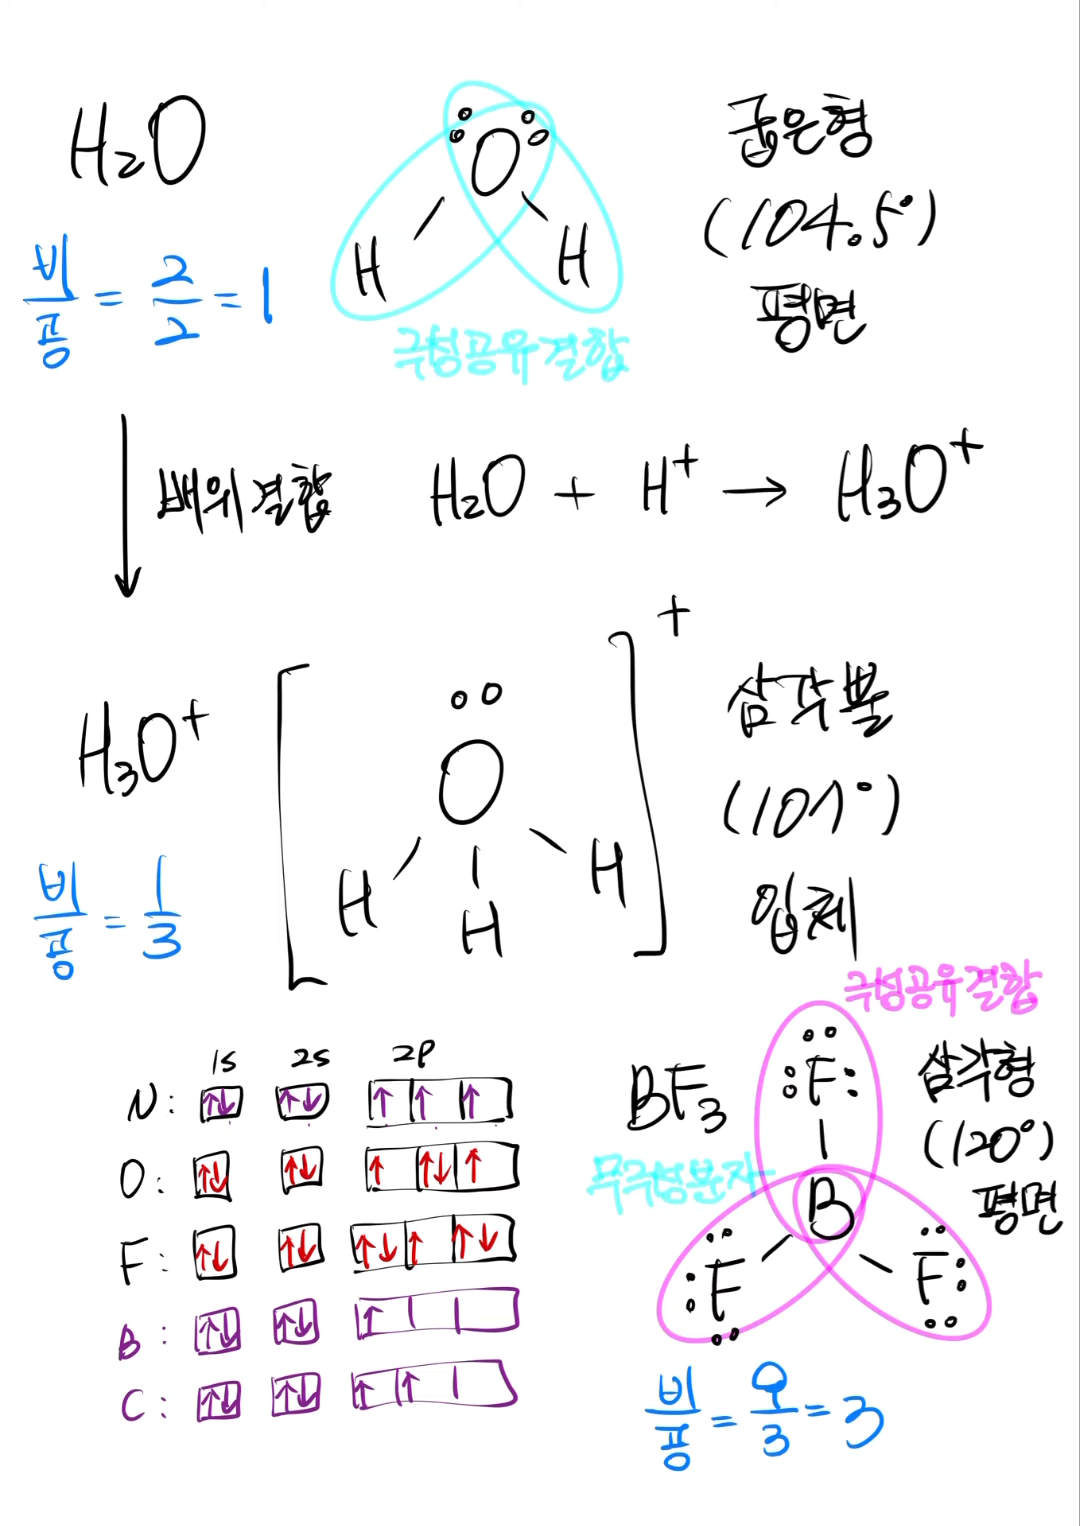 H₂O
굽은형
(104.5°)
평면
비/공 = 2/2 = 1
:O:
H H
극성공유결합
배위결합
H₂O + H⁺ → H₃O⁺
H₃O⁺
[H O H H]⁺
삼각뿔
(107°)
입체
비/공 = 1/3
1s 2s 2p
N: ↑↓ ↑↓ ↑ ↑ ↑
O: ↑↓ ↑↓ ↑ ↑↓ ↑
F: ↑↓ ↑↓ ↑↓ ↑ ↑↓
B: ↑↓ ↑↓ ↑
C: ↑↓ ↑↓ ↑ ↑
극성공유결합
BF₃
무극성분자
F
B
F F
삼각형
(120°)
평면
비/공 = 9/3 = 3